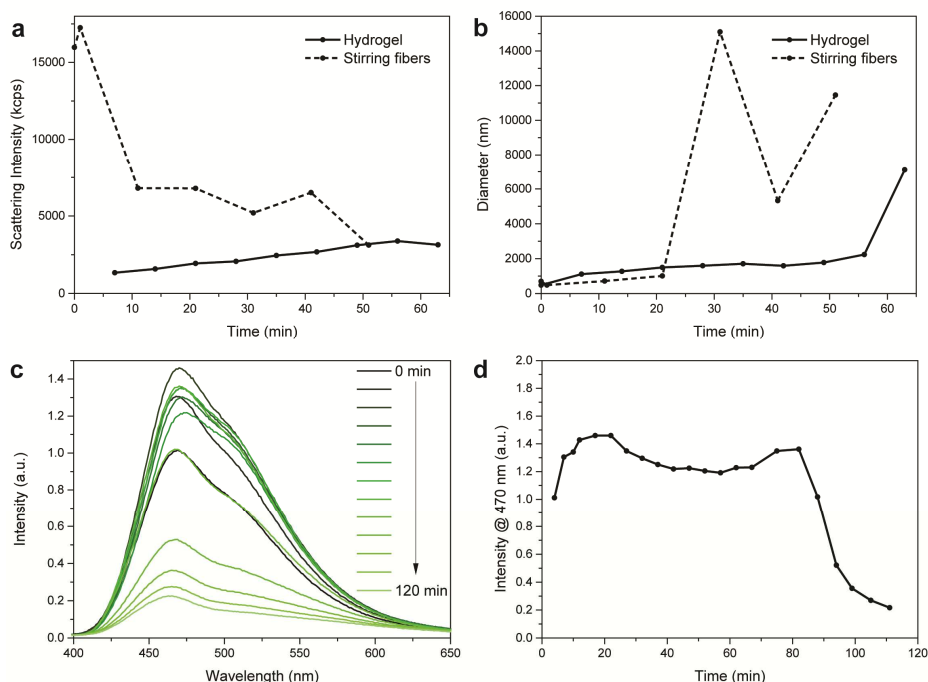 a
Hydrogel
Stirring fibers
Scattering Intensity (kcps)
15000
10000
5000
0
0 10 20 30 40 50 60
Time (min)
b
Hydrogel
Stirring fibers
Diameter (nm)
16000
14000
12000
10000
8000
6000
4000
2000
0
0 10 20 30 40 50 60
Time (min)
c
0 min
120 min
Intensity (a.u.)
1.4
1.2
1.0
0.8
0.6
0.4
0.2
0.0
400 450 500 550 600 650
Wavelength (nm)
d
Intensity @ 470 nm (a.u.)
2.0
1.8
1.6
1.4
1.2
1.0
0.8
0.6
0.4
0.2
0.0
0 20 40 60 80 100 120
Time (min)